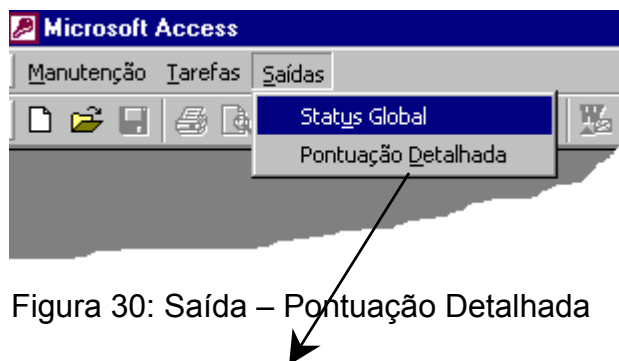 Microsoft Access
Manutenção Tarefas Saídas
Status Global
Pontuação Detalhada
Figura 30: Saída – Pontuação Detalhada